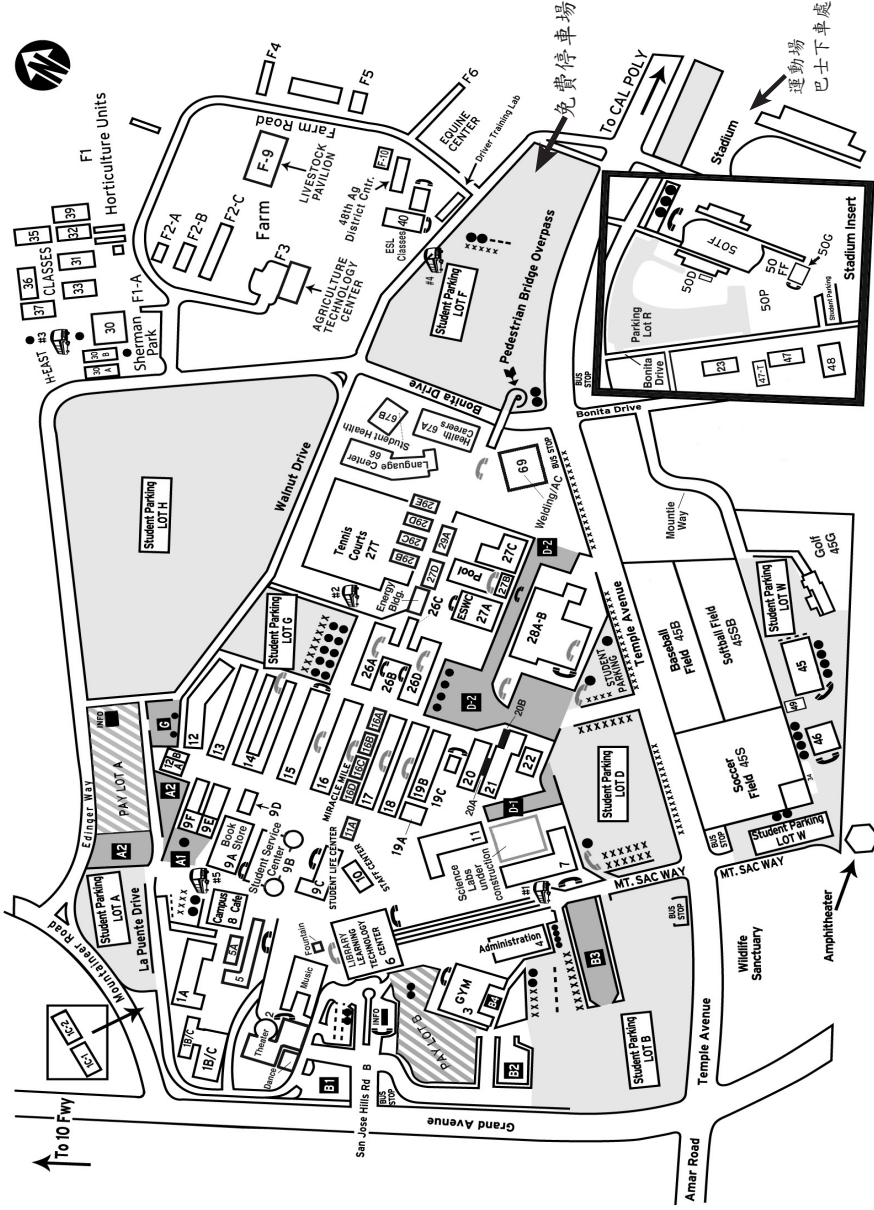 N
F1
Horticulture Units
35
39
36
CLASSES
32
31
37
33
F1-A
H-EAST #3
30
30
B
30
A
Sherman
Park
F4
F5
F6
Farm Road
F-9
LIVESTOCK
PAVILION
F2-A
F2-B
F2-C
Farm
F3
AGRICULTURE
TECHNOLOGY
CENTER
F-10
48th Ag
District Cntr.
ESL
Classes
40
EQUINE
CENTER
Driver Training Lab
#4
免費停車場
運動場
巴士下車處
To CAL POLY
Stadium
Student Parking
LOT F
Pedestrian Bridge Overpass
Stadium Insert
Parking
Lot R
50TF
50D
50P
50
FF
50G
Student Parking
Bonita
Drive
BUS
STOP
23
47-T
47
48
Bonita Drive
Bonita Drive
Student Parking
LOT H
Walnut Drive
67B
Student Health
Health 67A
Careers
Language Center
66
69
Welding/AC
BUS STOP
Mountie
Way
Golf
45G
Tennis
Courts
27T
29E
29D
29C
29B
29A
27D
Pool
27C
27B
27A
ESWC
Energy
Bldg.
26C
#2
D-2
28A-B
Temple Avenue
Baseball
Field 45B
Softball Field
45SB
Student Parking
LOT W
45
49
46
34
Student Parking
LOT G
26A
26B
26D
D-2
STUDENT
PARKING
20B
Soccer
Field 45S
Edinger Way
INFO
PAY LOT A
G
12
13
14
15
16
MIRACLE MILE
16A
16B
16C
16D
17
18
19B
19C
19A
20
20A
21
22
D-1
Student Parking
LOT D
BUS
STOP
Student Parking
LOT W
12
A
B
A2
A2
A1
9F
9E
9D
Book
Store
9A
Student Service
Center
9B
#5
9C
STUDENT LIFE CENTER
11A
10
STAFF CENTER
11
Science
Labs
under
construction
7
#1
MT. SAC WAY
MT. SAC WAY
Student Parking
LOT A
La Puente Drive
Mountaineer Road
Campus
8 Cafe
5A
5
Fountain
LIBRARY
LEARNING
TECHNOLOGY
CENTER
6
Administration
4
B3
BUS
STOP
Wildlife
Sanctuary
Amphitheater
1A
1B/C
1B/C
1C-2
1C-1
Music
2
Theater
Dance
INFO
PAY LOT B
GYM
3
B4
B1
B2
San Jose Hills Rd
B
BUS
STOP
Student Parking
LOT B
Temple Avenue
To 10 Fwy
Grand Avenue
Amar Road